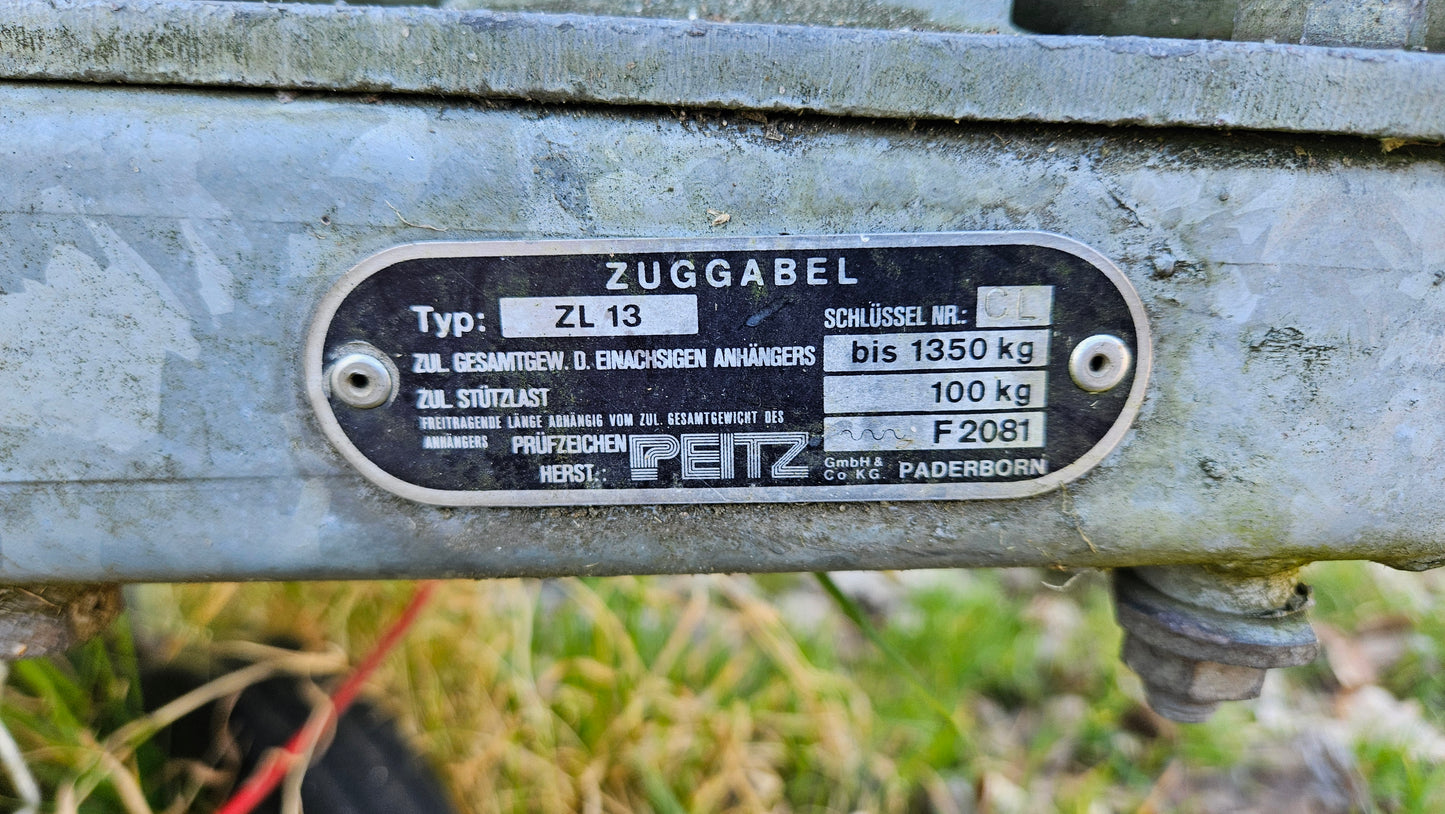 ZUGGABEL
Typ: ZL 13 SCHLÜSSEL NR.: CL
ZUL. GESAMTGEW. D. EINACHSIGEN ANHÄNGERS bis 1350 kg
ZUL. STÜTZLAST 100 kg
FREITRAGENDE LÄNGE ABHÄNGIG VOM ZUL. GESAMTGEWICHT DES
ANHÄNGERS PRÜFZEICHEN F 2081
HERST.: PEITZ GmbH & Co KG. PADERBORN